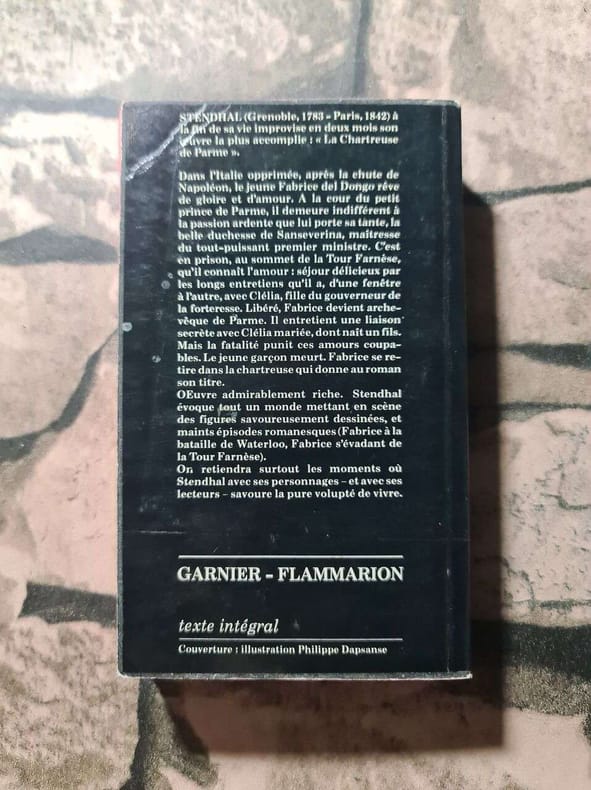 STENDHAL (Grenoble, 1783 - Paris, 1842) à
la fin de sa vie improvise en deux mois son
œuvre la plus accomplie : « La Chartreuse
de Parme ».
Dans l'Italie opprimée, après la chute de
Napoléon, le jeune Fabrice del Dongo rêve
de gloire et d'amour. A la cour du petit
prince de Parme, il demeure indifférent à
la passion ardente que lui porte sa tante, la
belle duchesse de Sanseverina, maîtresse
du tout-puissant premier ministre. C'est
en prison, au sommet de la Tour Farnèse,
qu'il connaît l'amour : séjour délicieux par
les longs entretiens qu'il a, d'une fenêtre
à l'autre, avec Clélia, fille du gouverneur de
la forteresse. Libéré, Fabrice devient arche-
vêque de Parme. Il entretient une liaison
secrète avec Clélia mariée, dont naît un fils.
Mais la fatalité punit ces amours coupa-
bles. Le jeune garçon meurt. Fabrice se re-
tire dans la chartreuse qui donne au roman
son titre.
OEuvre admirablement riche. Stendhal
évoque tout un monde mettant en scène
des figures savoureusement dessinées, et
maints épisodes romanesques (Fabrice à la
bataille de Waterloo, Fabrice s'évadant de
la Tour Farnèse).
On retiendra surtout les moments où
Stendhal avec ses personnages - et avec ses
lecteurs - savoure la pure volupté de vivre.
GARNIER - FLAMMARION
texte intégral
Couverture : illustration Philippe Dapsanse